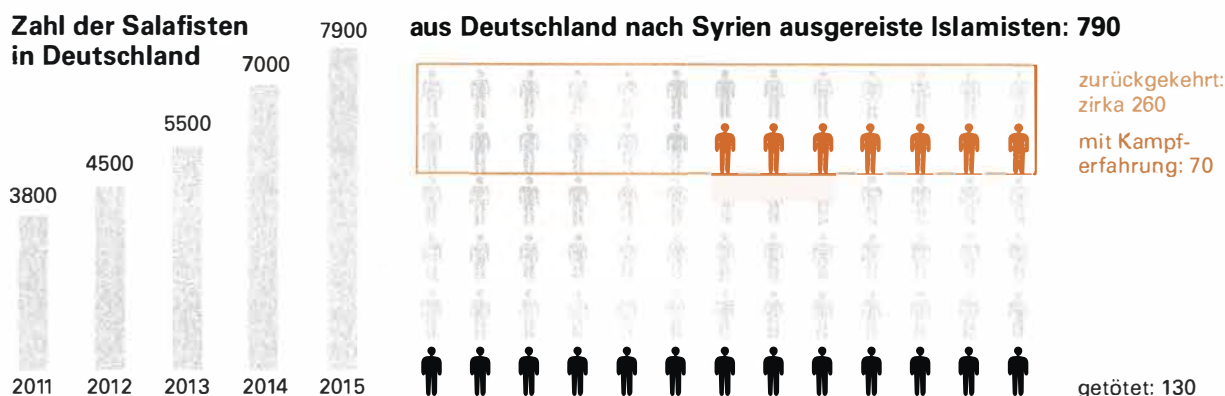 Zahl der Salafisten
in Deutschland
3800
4500
5500
7000
7900
2011
2012
2013
2014
2015
aus Deutschland nach Syrien ausgereiste Islamisten: 790
zurückgekehrt:
zirka 260
mit Kampf-
erfahrung: 70
getötet: 130